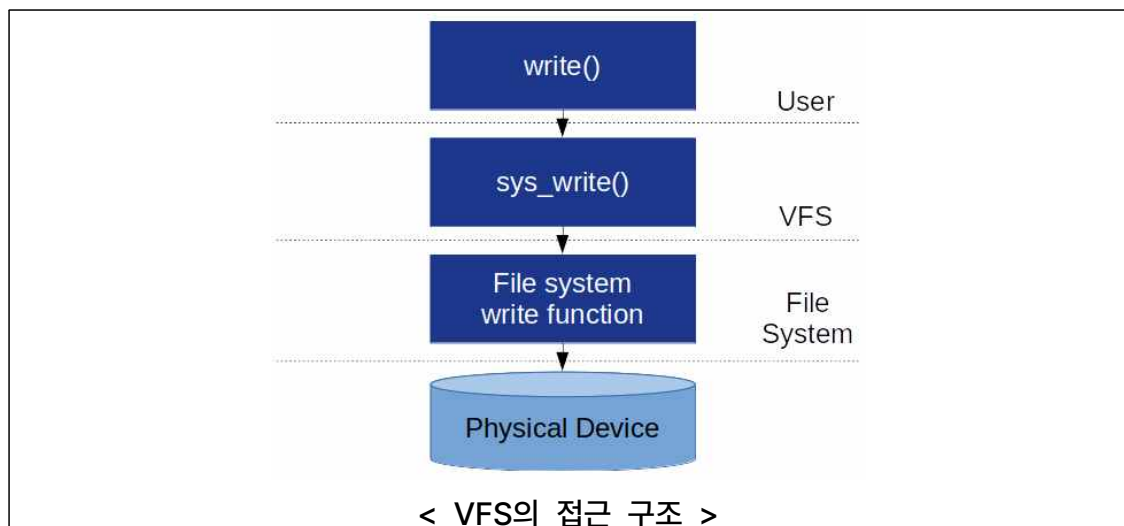 write()
User
sys_write()
VFS
File system
write function
File
System
Physical Device
< VFS의 접근 구조 >